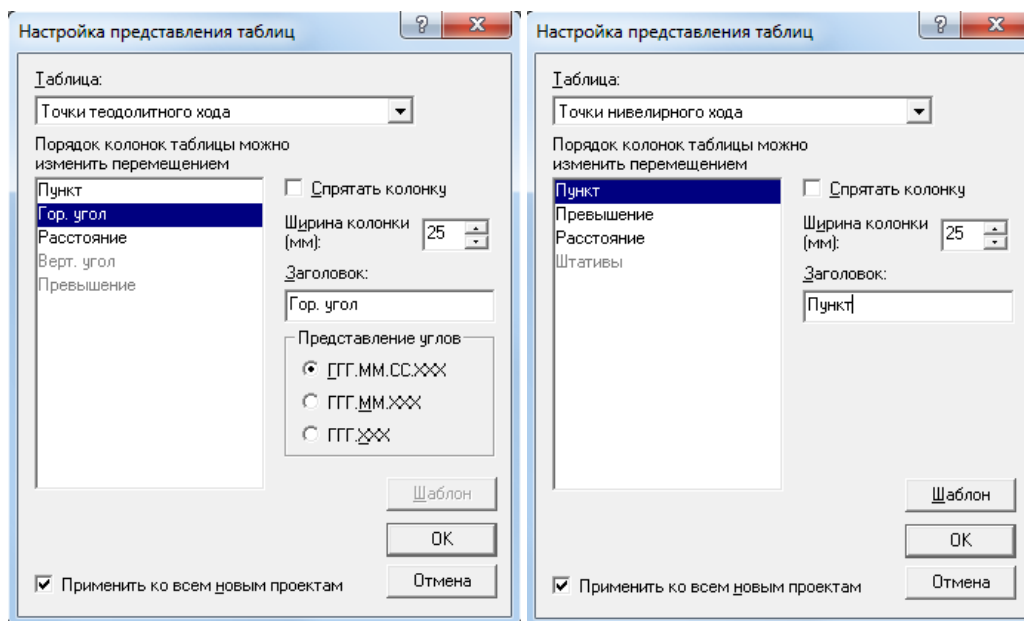 Настройка представления таблиц
Таблица:
Точки теодолитного хода
Порядок колонок таблицы можно
изменить перемещением
Пункт
Гор. угол
Расстояние
Верт. угол
Превышение
Спрятать колонку
Ширина колонки
(мм):
25
Заголовок:
Гор. угол
Представление углов
ГГГ.ММ.СС.XXX
ГГГ.ММ.XXX
ГГГ.XXX
Шаблон
OK
Отмена
Применить ко всем новым проектам
Настройка представления таблиц
Таблица:
Точки нивелирного хода
Порядок колонок таблицы можно
изменить перемещением
Пункт
Превышение
Расстояние
Штативы
Спрятать колонку
Ширина колонки
(мм):
25
Заголовок:
Пункт
Шаблон
OK
Отмена
Применить ко всем новым проектам